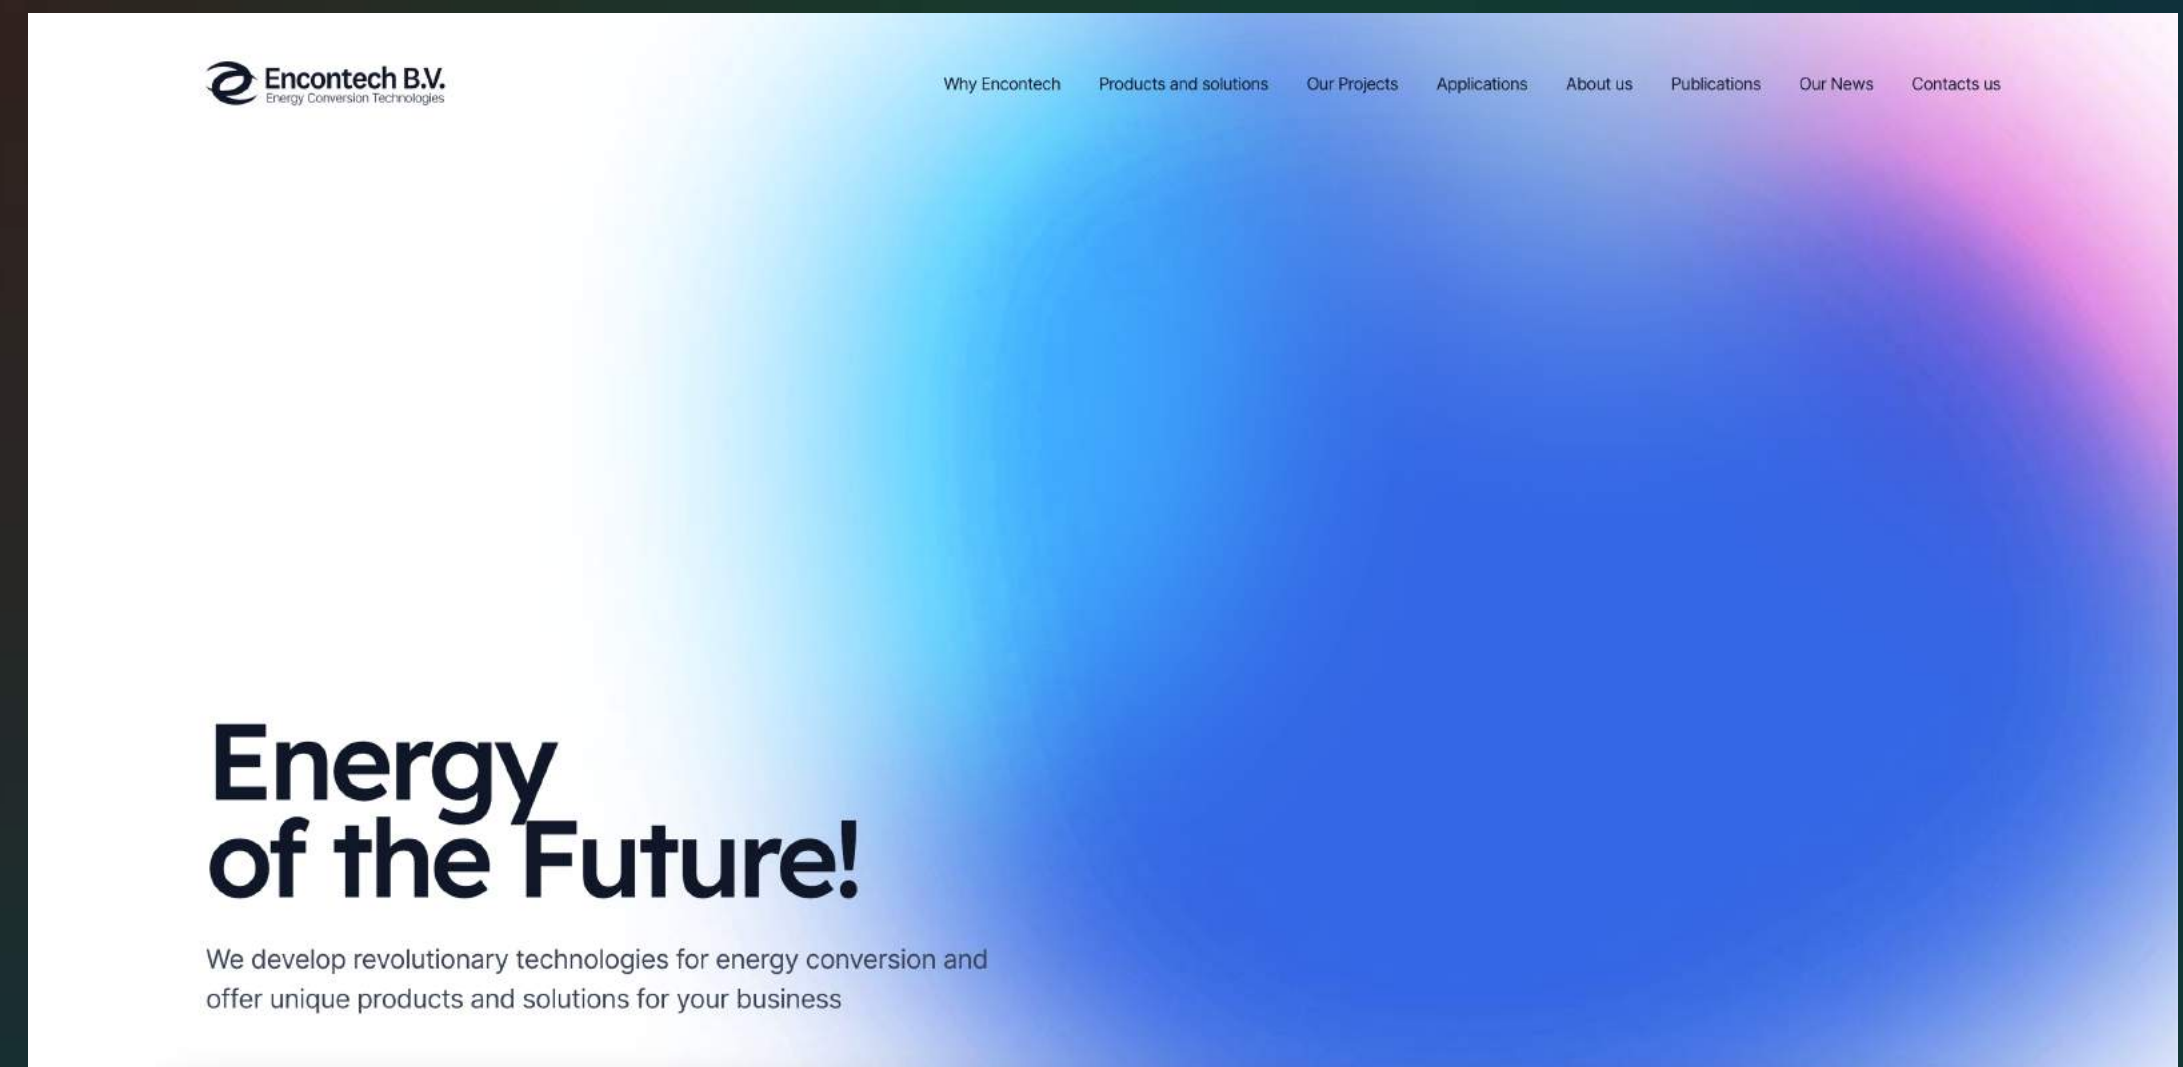 Encontech B.V.
Energy Conversion Technologies
Why Encontech
Products and solutions
Our Projects
Applications
About us
Publications
Our News
Contacts us
Energy
of the Future!
We develop revolutionary technologies for energy conversion and
offer unique products and solutions for your business